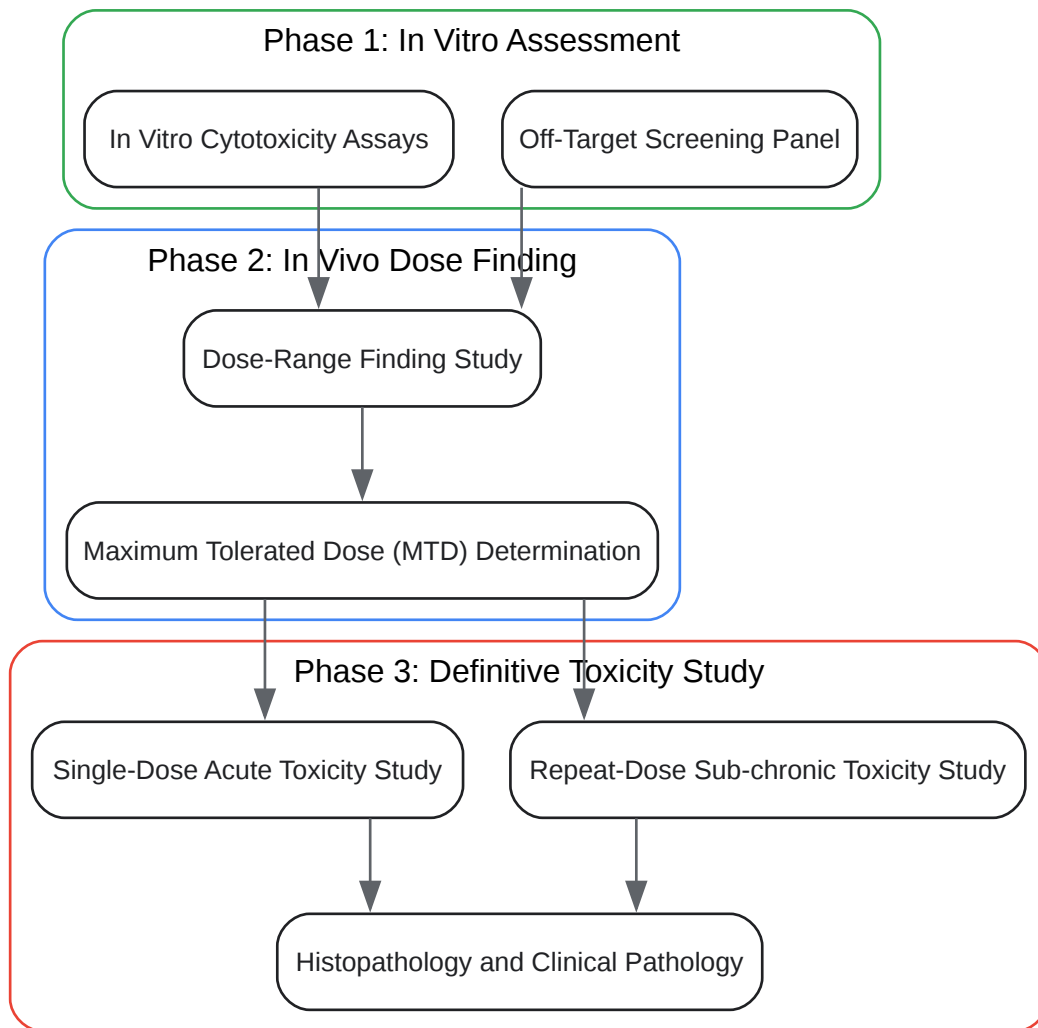 Phase 1: In Vitro Assessment
In Vitro Cytotoxicity Assays
Off-Target Screening Panel
Phase 2: In Vivo Dose Finding
Dose-Range Finding Study
Maximum Tolerated Dose (MTD) Determination
Phase 3: Definitive Toxicity Study
Single-Dose Acute Toxicity Study
Repeat-Dose Sub-chronic Toxicity Study
Histopathology and Clinical Pathology